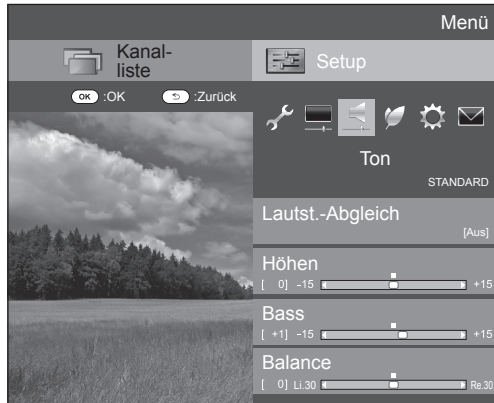 Menü
Kanal-
liste
Setup
OK :OK :Zurück
Ton
STANDARD
Lautst.-Abgleich
[Aus]
Höhen
[ 0] -15 +15
Bass
[ +1] -15 +15
Balance
[ 0] Li.30 Re.30